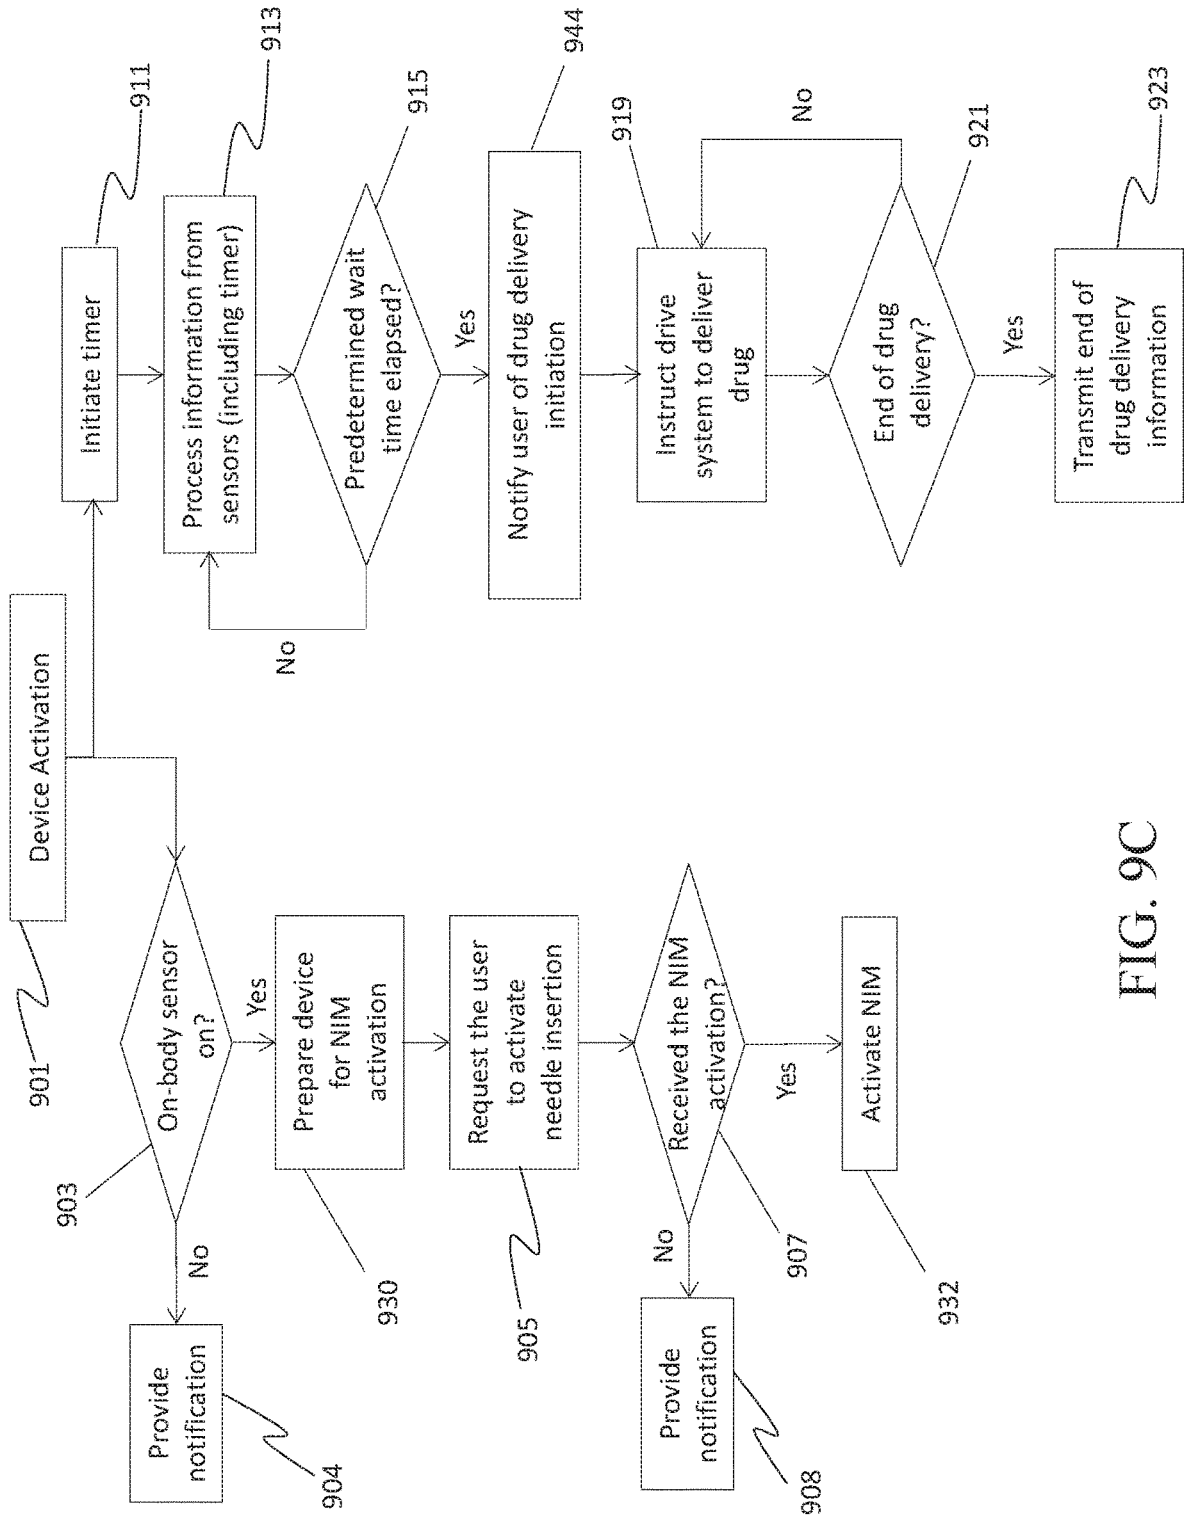 Device Activation
901
On-body sensor
on?
903
No
Yes
Provide
notification
904
Prepare device
for NIM
activation
930
Request the user
to activate
needle insertion
905
Received the NIM
activation?
907
No
Yes
Provide
notification
908
Activate NIM
932
Initiate timer
911
Process information from
sensors (including timer)
913
Predetermined wait
time elapsed?
915
No
Yes
Notify user of drug delivery
initiation
944
Instruct drive
system to deliver
drug
919
End of drug
delivery?
921
No
Yes
Transmit end of
drug delivery
information
923
FIG. 9C